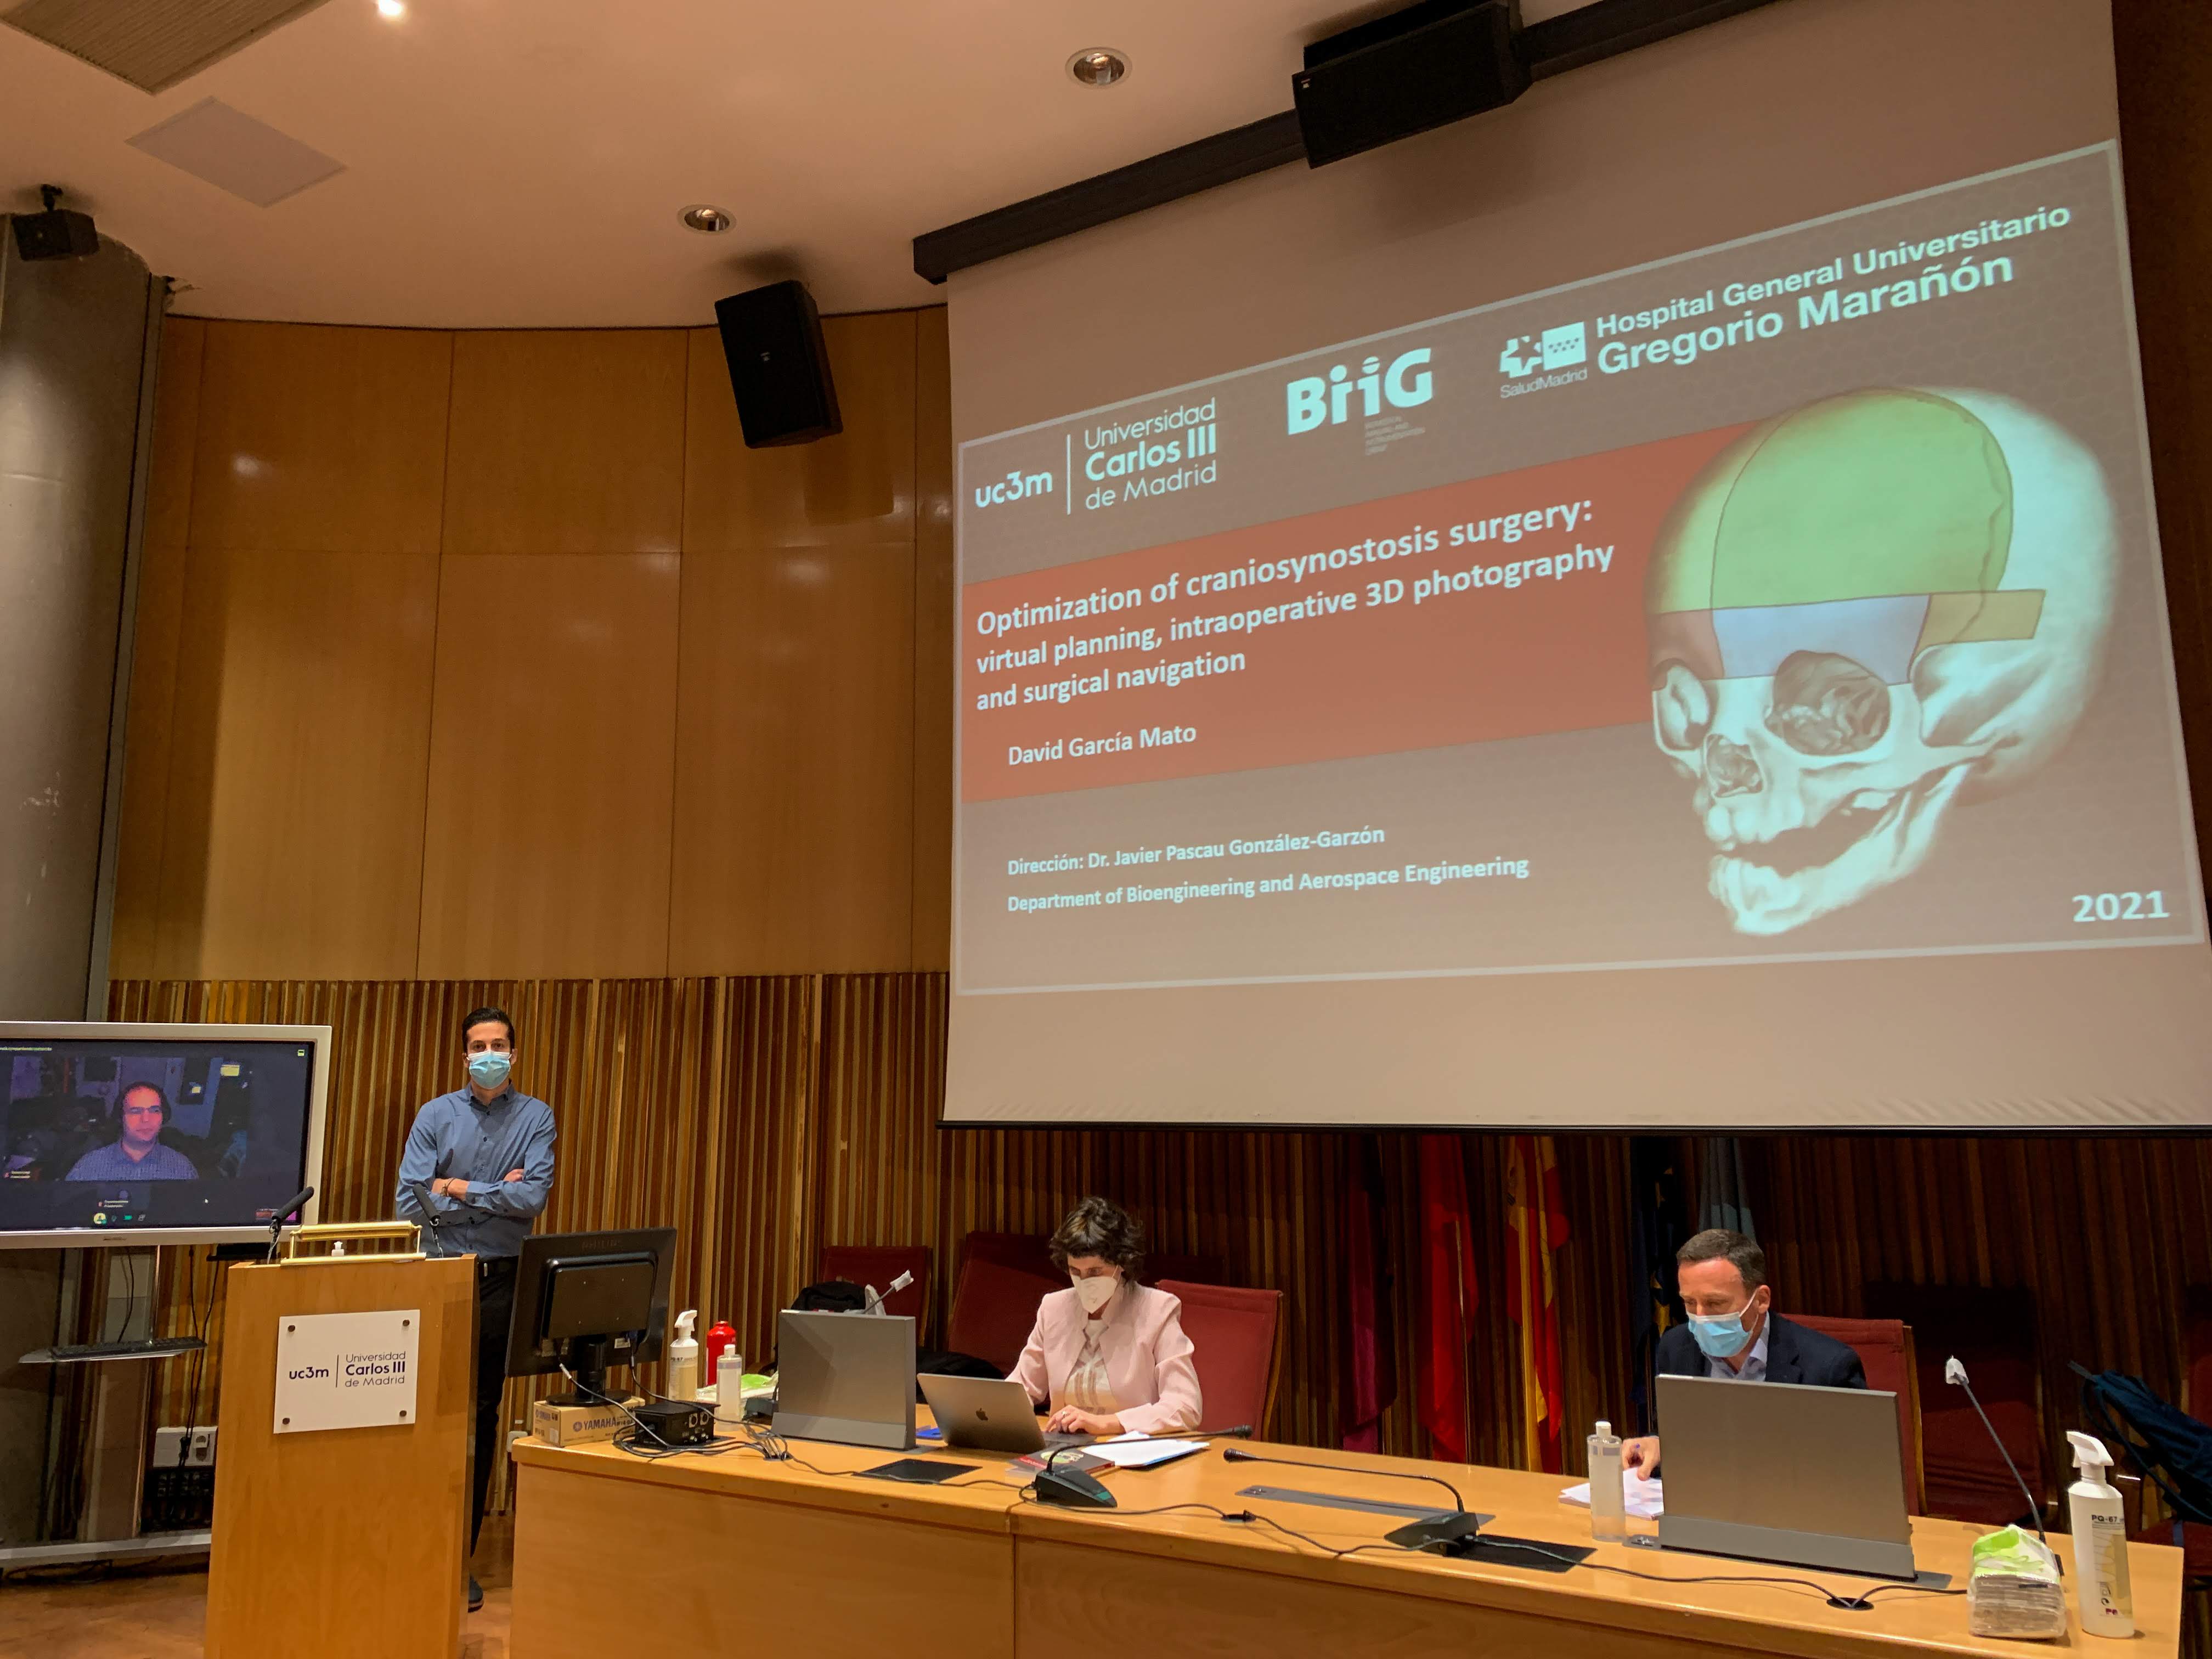 uc3m
Universidad
Carlos III
de Madrid
BiiG
SaludMadrid
Hospital General Universitario
Gregorio Marañón
Optimization of craniosynostosis surgery:
virtual planning, intraoperative 3D photography
and surgical navigation
David García Mato
Dirección: Dr. Javier Pascau González-Garzón
Department of Bioengineering and Aerospace Engineering
2021
uc3m
Universidad
Carlos III
de Madrid
PHILIPS
YAMAHA
PQ-67